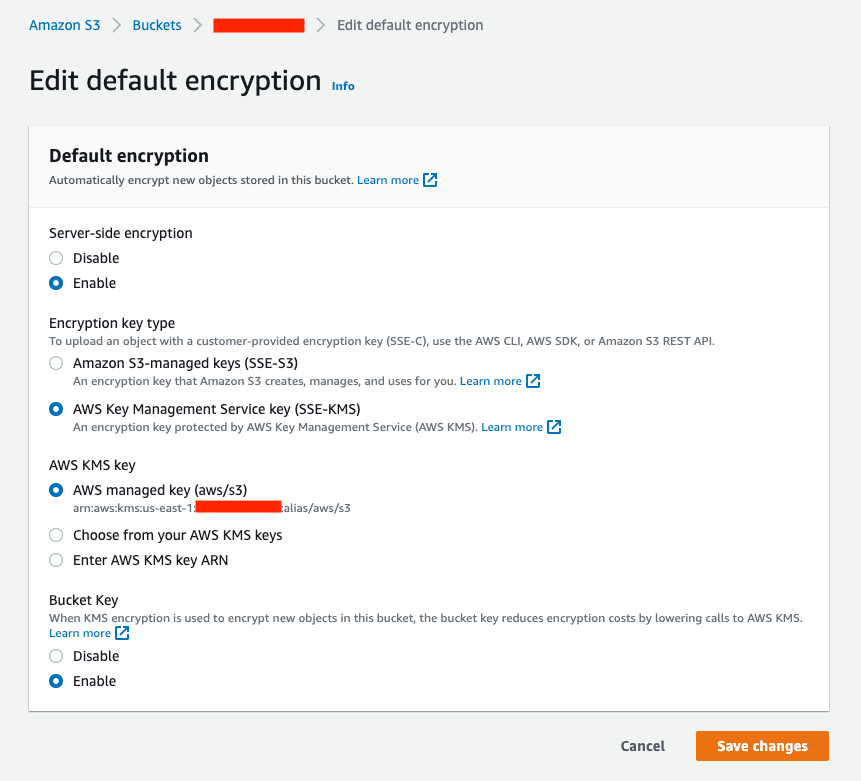 Amazon S3 > Buckets > > Edit default encryption
Edit default encryption Info
Default encryption
Automatically encrypt new objects stored in this bucket. Learn more
Server-side encryption
Disable
Enable
Encryption key type
To upload an object with a customer-provided encryption key (SSE-C), use the AWS CLI, AWS SDK, or Amazon S3 REST API.
Amazon S3-managed keys (SSE-S3)
An encryption key that Amazon S3 creates, manages, and uses for you. Learn more
AWS Key Management Service key (SSE-KMS)
An encryption key protected by AWS Key Management Service (AWS KMS). Learn more
AWS KMS key
AWS managed key (aws/s3)
arn:aws:kms:us-east-1: :alias/aws/s3
Choose from your AWS KMS keys
Enter AWS KMS key ARN
Bucket Key
When KMS encryption is used to encrypt new objects in this bucket, the bucket key reduces encryption costs by lowering calls to AWS KMS.
Learn more
Disable
Enable
Cancel Save changes